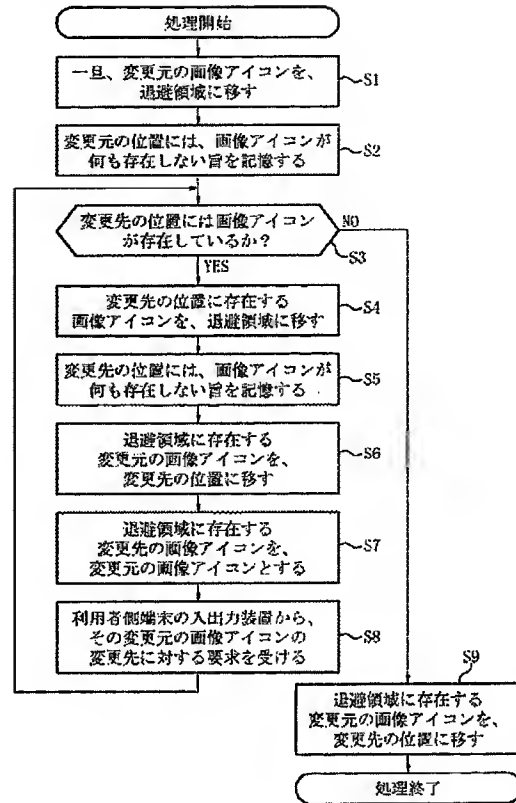 処理開始
一旦、変更元の画像アイコンを、
退避領域に移す
S1
変更元の位置には、画像アイコンが
何も存在しない旨を記憶する
S2
変更先の位置には画像アイコン
が存在しているか？
NO
S3
YES
変更先の位置に存在する
画像アイコンを、退避領域に移す
S4
変更先の位置には、画像アイコンが
何も存在しない旨を記憶する
S5
退避領域に存在する
変更元の画像アイコンを、
変更先の位置に移す
S6
退避領域に存在する
変更先の画像アイコンを、
変更元の画像アイコンとする
S7
利用者側端末の入出力装置から、
その変更元の画像アイコンの
変更先に対する要求を受ける
S8
S9
退避領域に存在する
変更元の画像アイコンを、
変更先の位置に移す
処理終了